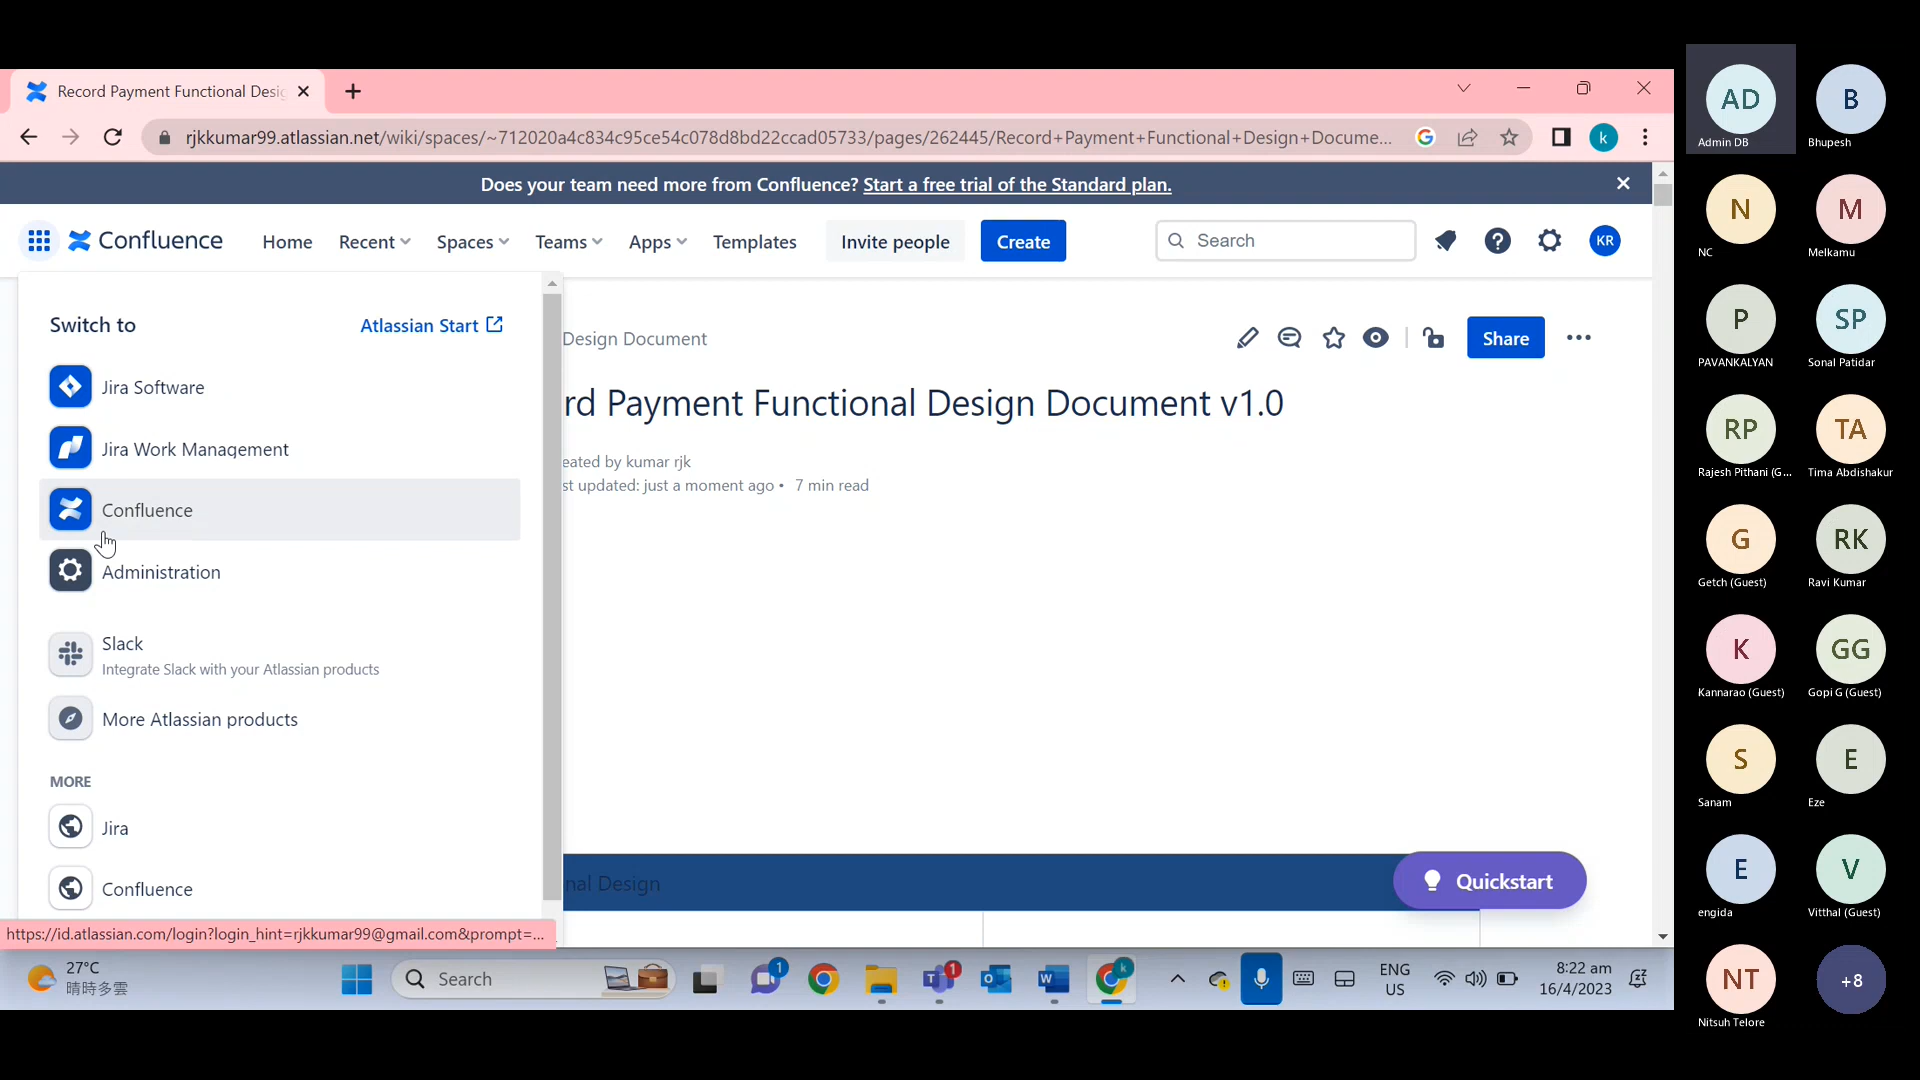 Record Payment Functional Desig
rjkkumar99.atlassian.net/wiki/spaces/~712020a4c834c95ce54c078d8bd22ccad05733/pages/262445/Record+Payment+Functional+Design+Docume...
k
Does your team need more from Confluence? Start a free trial of the Standard plan.
Confluence
Home
Recent
Spaces
Teams
Apps
Templates
Invite people
Create
Search
KR
Switch to
Atlassian Start
Jira Software
Jira Work Management
Confluence
Administration
Slack
Integrate Slack with your Atlassian products
More Atlassian products
MORE
Jira
Confluence
https://id.atlassian.com/login?login_hint=rjkkumar99@gmail.com&prompt=...
Design Document
Share
rd Payment Functional Design Document v1.0
eated by kumar rjk
st updated: just a moment ago • 7 min read
nal Design
Quickstart
27°C
晴時多雲
Search
1
1
k
ENG
US
8:22 am
16/4/2023
AD
Admin DB
B
Bhupesh
N
NC
M
Melkamu
P
PAVANKALYAN
SP
Sonal Patidar
RP
Rajesh Pithani (G...
TA
Tima Abdishakur
G
Getch (Guest)
RK
Ravi Kumar
K
Kannarao (Guest)
GG
Gopi G (Guest)
S
Sanam
E
Eze
E
engida
V
Vitthal (Guest)
NT
Nitsuh Telore
+8